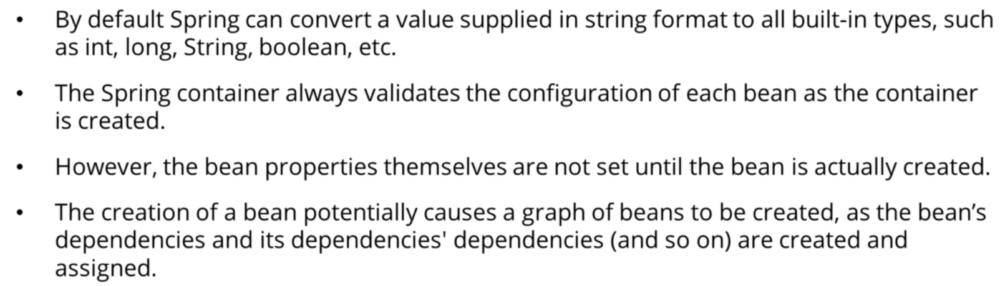 • By default Spring can convert a value supplied in string format to all built-in types, such
as int, long, String, boolean, etc.
• The Spring container always validates the configuration of each bean as the container
is created.
• However, the bean properties themselves are not set until the bean is actually created.
• The creation of a bean potentially causes a graph of beans to be created, as the bean’s
dependencies and its dependencies' dependencies (and so on) are created and
assigned.